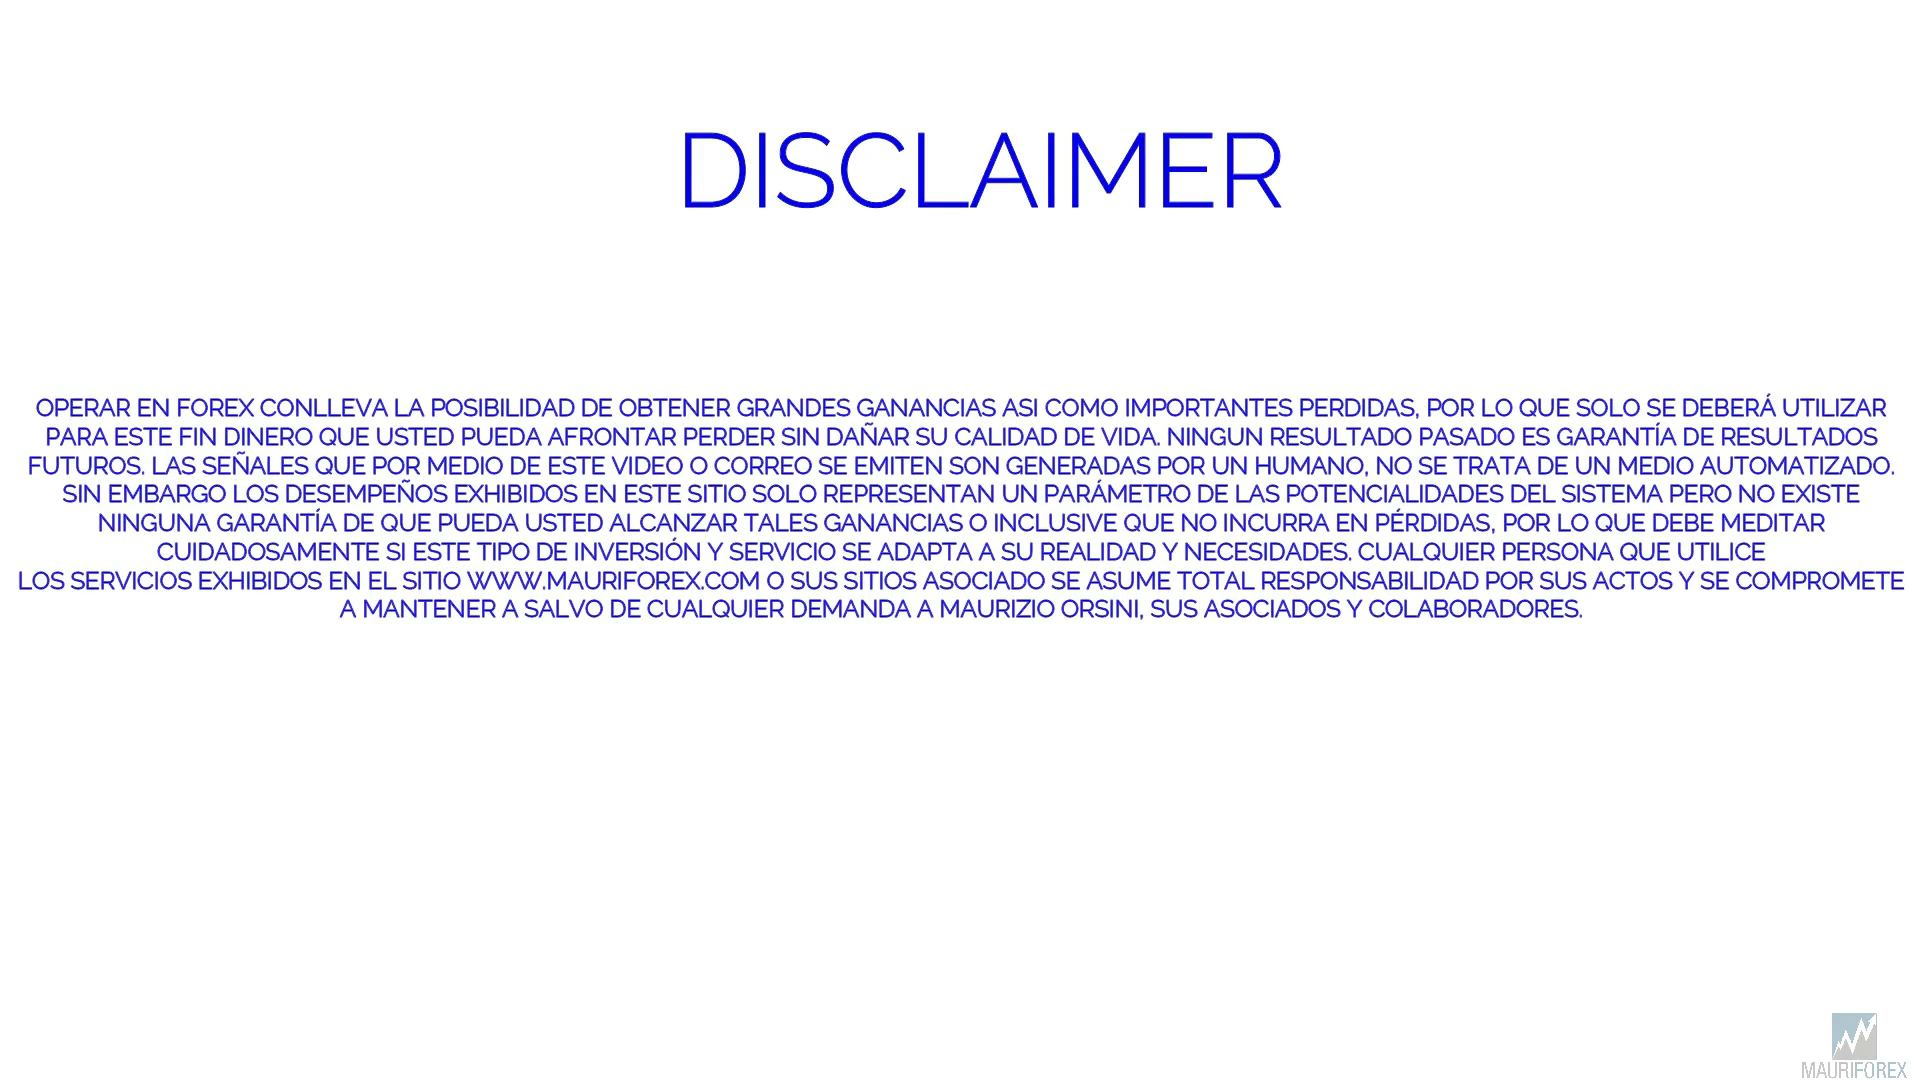 DISCLAIMER
OPERAR EN FOREX CONLLEVA LA POSIBILIDAD DE OBTENER GRANDES GANANCIAS ASI COMO IMPORTANTES PERDIDAS, POR LO QUE SOLO SE DEBERÁ UTILIZAR
PARA ESTE FIN DINERO QUE USTED PUEDA AFRONTAR PERDER SIN DAÑAR SU CALIDAD DE VIDA. NINGUN RESULTADO PASADO ES GARANTÍA DE RESULTADOS
FUTUROS. LAS SEÑALES QUE POR MEDIO DE ESTE VIDEO O CORREO SE EMITEN SON GENERADAS POR UN HUMANO, NO SE TRATA DE UN MEDIO AUTOMATIZADO.
SIN EMBARGO LOS DESEMPEÑOS EXHIBIDOS EN ESTE SITIO SOLO REPRESENTAN UN PARÁMETRO DE LAS POTENCIALIDADES DEL SISTEMA PERO NO EXISTE
NINGUNA GARANTÍA DE QUE PUEDA USTED ALCANZAR TALES GANANCIAS O INCLUSIVE QUE NO INCURRA EN PÉRDIDAS, POR LO QUE DEBE MEDITAR
CUIDADOSAMENTE SI ESTE TIPO DE INVERSIÓN Y SERVICIO SE ADAPTA A SU REALIDAD Y NECESIDADES. CUALQUIER PERSONA QUE UTILICE
LOS SERVICIOS EXHIBIDOS EN EL SITIO WWW.MAURIFOREX.COM O SUS SITIOS ASOCIADO SE ASUME TOTAL RESPONSABILIDAD POR SUS ACTOS Y SE COMPROMETE
A MANTENER A SALVO DE CUALQUIER DEMANDA A MAURIZIO ORSINI, SUS ASOCIADOS Y COLABORADORES.
MAURIFOREX